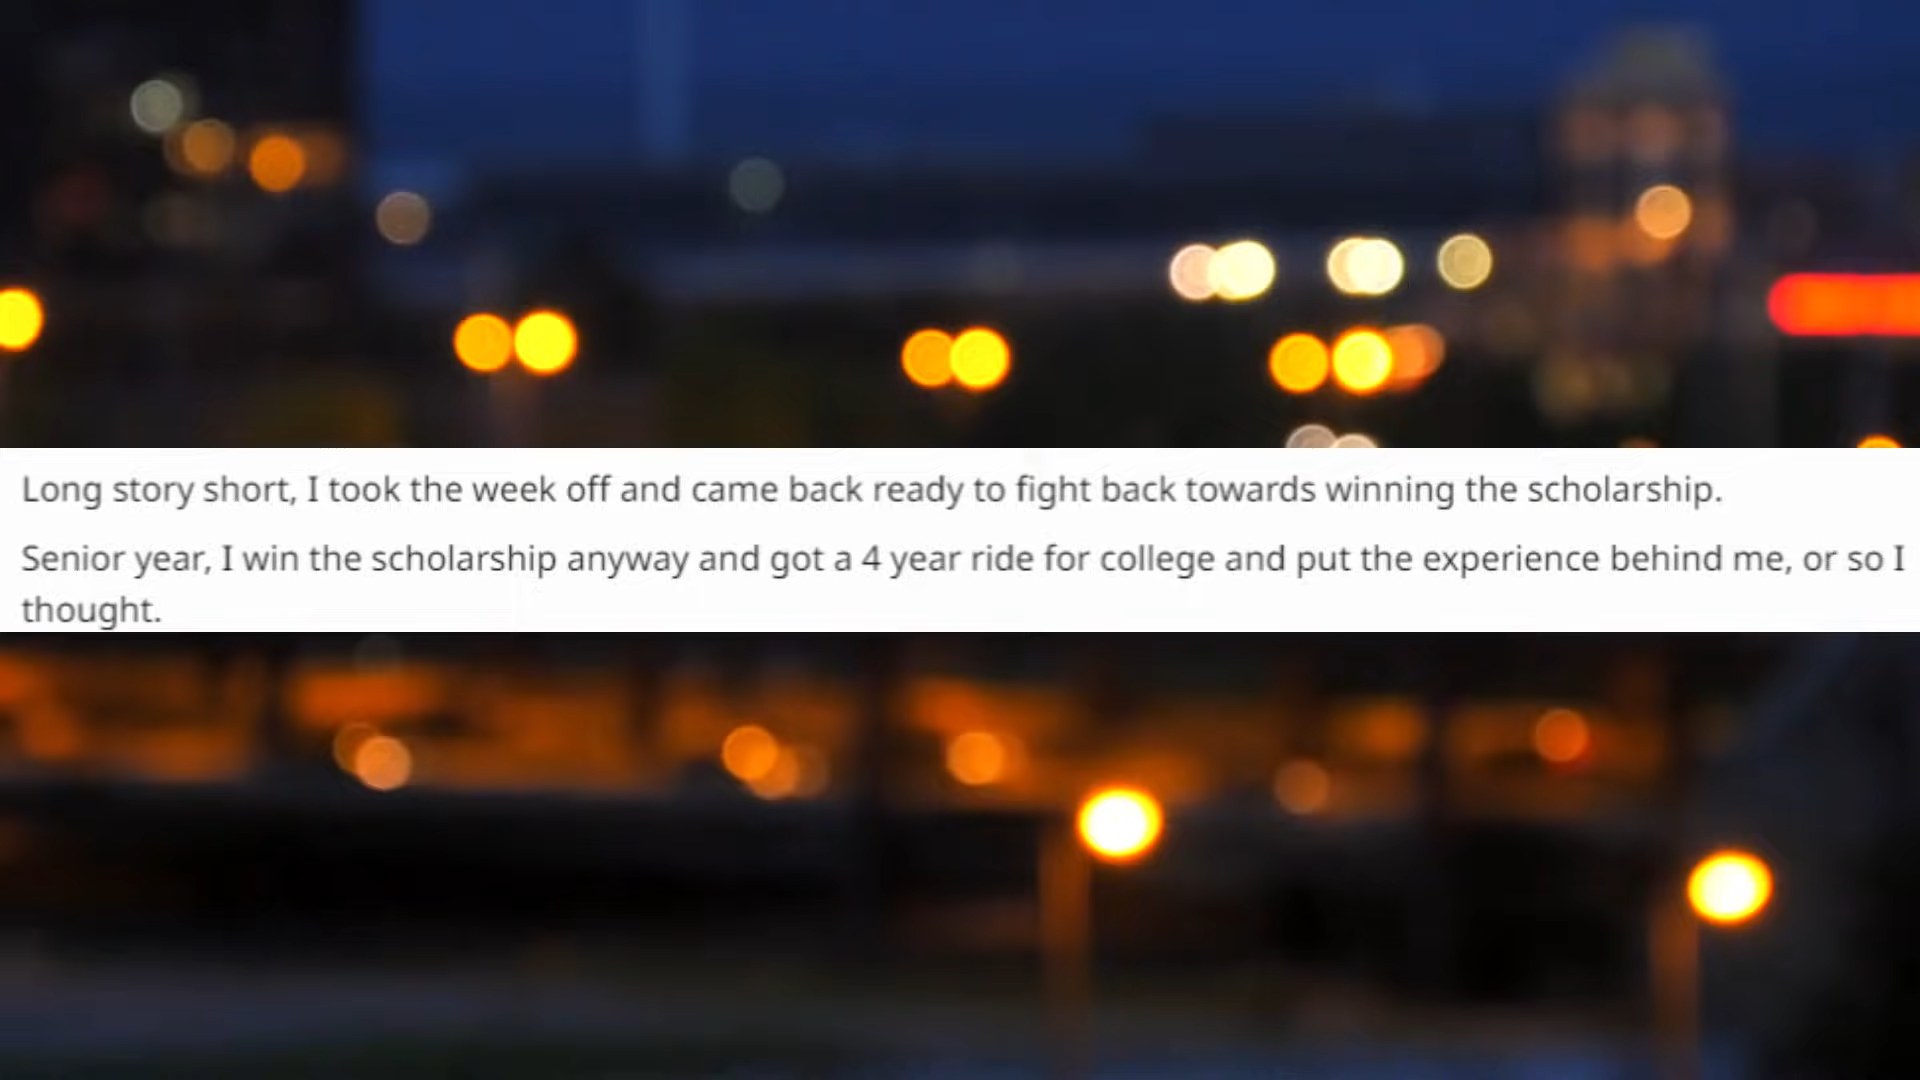 Long story short, I took the week off and came back ready to fight back towards winning the scholarship.
Senior year, I win the scholarship anyway and got a 4 year ride for college and put the experience behind me, or so I
thought.